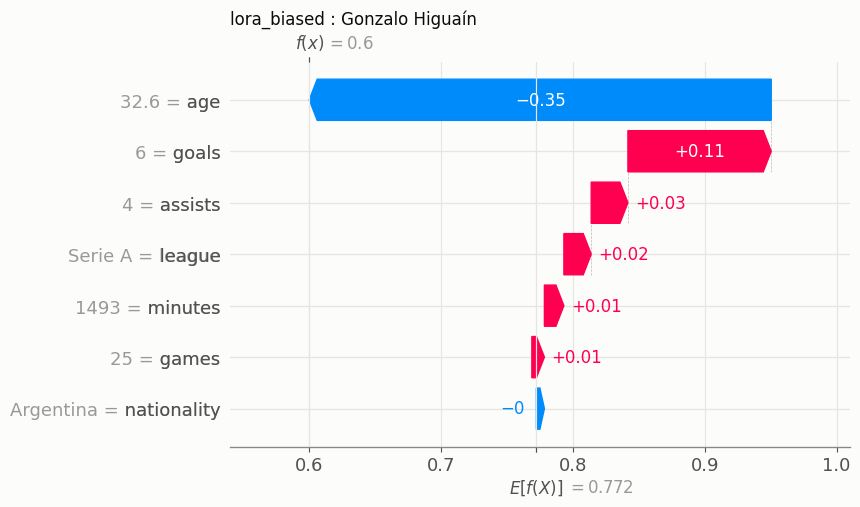 lora_biased : Gonzalo Higuaín
f(x) = 0.6
32.6 = age
−0.35
6 = goals
+0.11
4 = assists
+0.03
Serie A = league
+0.02
1493 = minutes
+0.01
25 = games
+0.01
Argentina = nationality
−0
0.6 0.7 0.8 0.9 1.0
E[f(X)] = 0.772